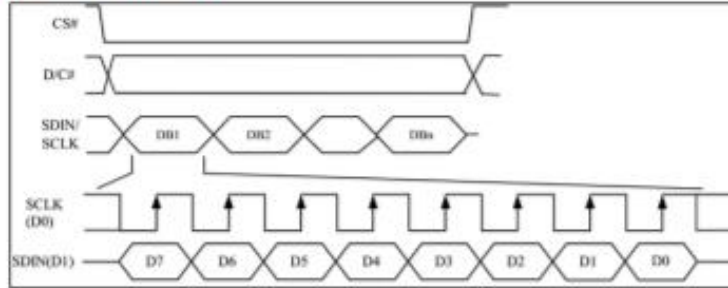 CS#
D/C#
SDIN/
SCLK
DB1 DB2 DBn
SCLK
(D0)
SDIN(D1) D7 D6 D5 D4 D3 D2 D1 D0